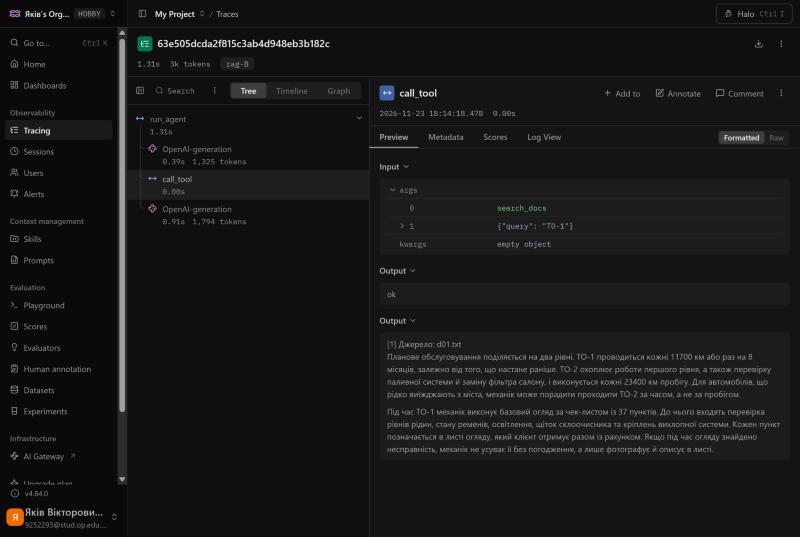 Яків's Org... HOBBY
My Project / Traces
Halo Ctrl I
Go to... Ctrl K
Home
Dashboards
Observability
Tracing
Sessions
Users
Alerts
Context management
Skills
Prompts
Evaluation
Playground
Scores
Evaluators
Human annotation
Datasets
Experiments
Infrastructure
AI Gateway
Upgrade plan
v4.84.0
Я
Яків Вікторови...
9252293@stud.op.edu...
63e505dcda2f815c3ab4d948eb3b182c
1.31s 3k tokens rag-B
Search
Tree Timeline Graph
run_agent
1.31s
OpenAI-generation
0.39s 1,325 tokens
call_tool
0.00s
OpenAI-generation
0.91s 1,794 tokens
call_tool
Add to Annotate Comment
2026-11-23 18:14:18.478 0.00s
Preview Metadata Scores Log View
Formatted Raw
Input
args
0 search_docs
1 {"query": "ТО-1"}
kwargs empty object
Output
ok
Output
[1] Джерело: d01.txt
Планове обслуговування поділяється на два рівні. ТО-1 проводиться кожні 11700 км або раз на 8
місяців, залежно від того, що настане раніше. ТО-2 охоплює роботи першого рівня, а також перевірку
паливної системи й заміну фільтра салону, і виконується кожні 23400 км пробігу. Для автомобілів, що
рідко виїжджають з міста, механік може порадити проходити ТО-2 за часом, а не за пробігом.
Під час ТО-1 механік виконує базовий огляд за чек-листом із 37 пунктів. До нього входять перевірка
рівнів рідин, стану ременів, освітлення, щіток склоочисника та кріплень вихлопної системи. Кожен пункт
позначається в листі огляду, який клієнт отримує разом із рахунком. Якщо під час огляду знайдено
несправність, механік не усуває її без погодження, а лише фотографує й описує в листі.